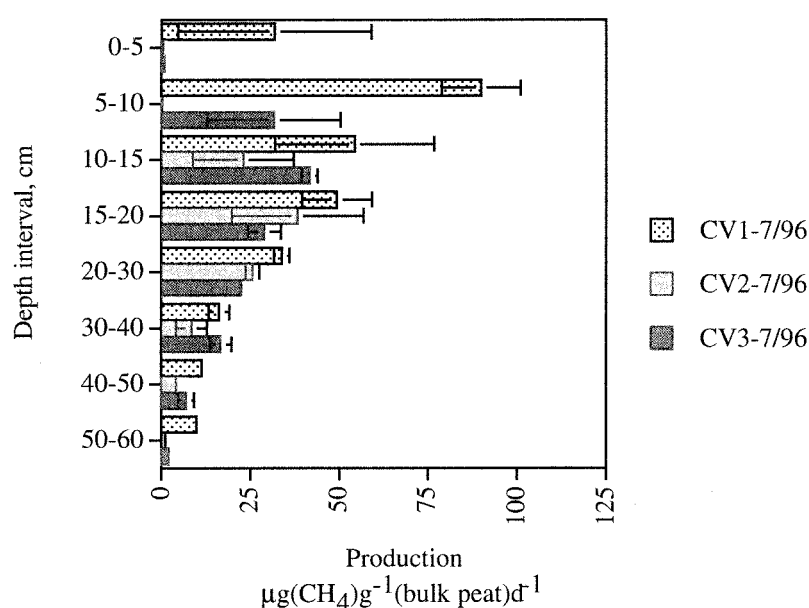 0-5
5-10
10-15
15-20
20-30
30-40
40-50
50-60
Depth interval, cm
0
25
50
75
100
125
Production
μg(CH₄)g⁻¹(bulk peat)d⁻¹
CV1-7/96
CV2-7/96
CV3-7/96